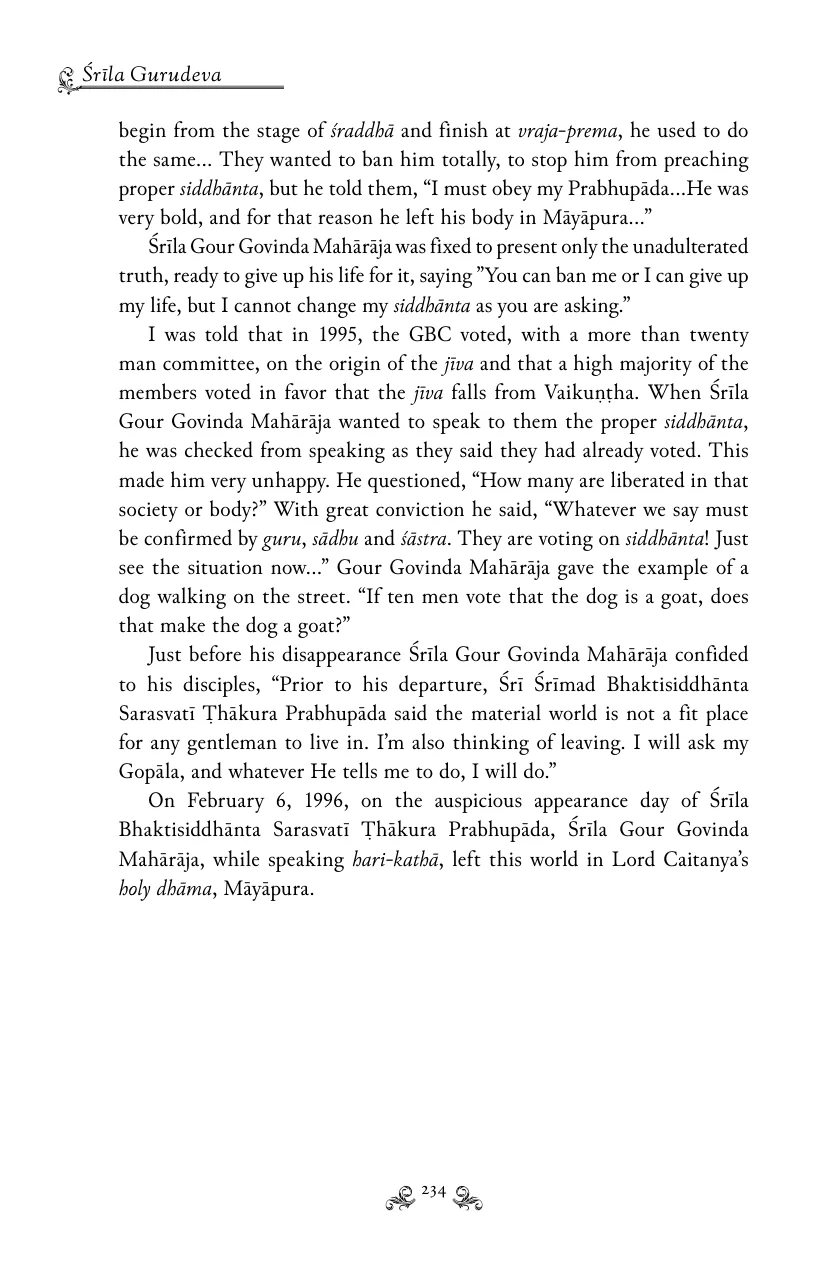 Śrīla Gurudeva
begin from the stage of śraddhā and finish at vraja-prema, he used to do
the same... They wanted to ban him totally, to stop him from preaching
proper siddhānta, but he told them, “I must obey my Prabhupāda...He was
very bold, and for that reason he left his body in Māyāpura...”
Śrīla Gour Govinda Mahārāja was fixed to present only the unadulterated
truth, ready to give up his life for it, saying ”You can ban me or I can give up
my life, but I cannot change my siddhānta as you are asking.”
I was told that in 1995, the GBC voted, with a more than twenty
man committee, on the origin of the jīva and that a high majority of the
members voted in favor that the jīva falls from Vaikuṇṭha. When Śrīla
Gour Govinda Mahārāja wanted to speak to them the proper siddhānta,
he was checked from speaking as they said they had already voted. This
made him very unhappy. He questioned, “How many are liberated in that
society or body?” With great conviction he said, “Whatever we say must
be confirmed by guru, sādhu and śāstra. They are voting on siddhānta! Just
see the situation now...” Gour Govinda Mahārāja gave the example of a
dog walking on the street. “If ten men vote that the dog is a goat, does
that make the dog a goat?”
Just before his disappearance Śrīla Gour Govinda Mahārāja confided
to his disciples, “Prior to his departure, Śrī Śrīmad Bhaktisiddhānta
Sarasvatī Ṭhākura Prabhupāda said the material world is not a fit place
for any gentleman to live in. I’m also thinking of leaving. I will ask my
Gopāla, and whatever He tells me to do, I will do.”
On February 6, 1996, on the auspicious appearance day of Śrīla
Bhaktisiddhānta Sarasvatī Ṭhākura Prabhupāda, Śrīla Gour Govinda
Mahārāja, while speaking hari-kathā, left this world in Lord Caitanya’s
holy dhāma, Māyāpura.
234